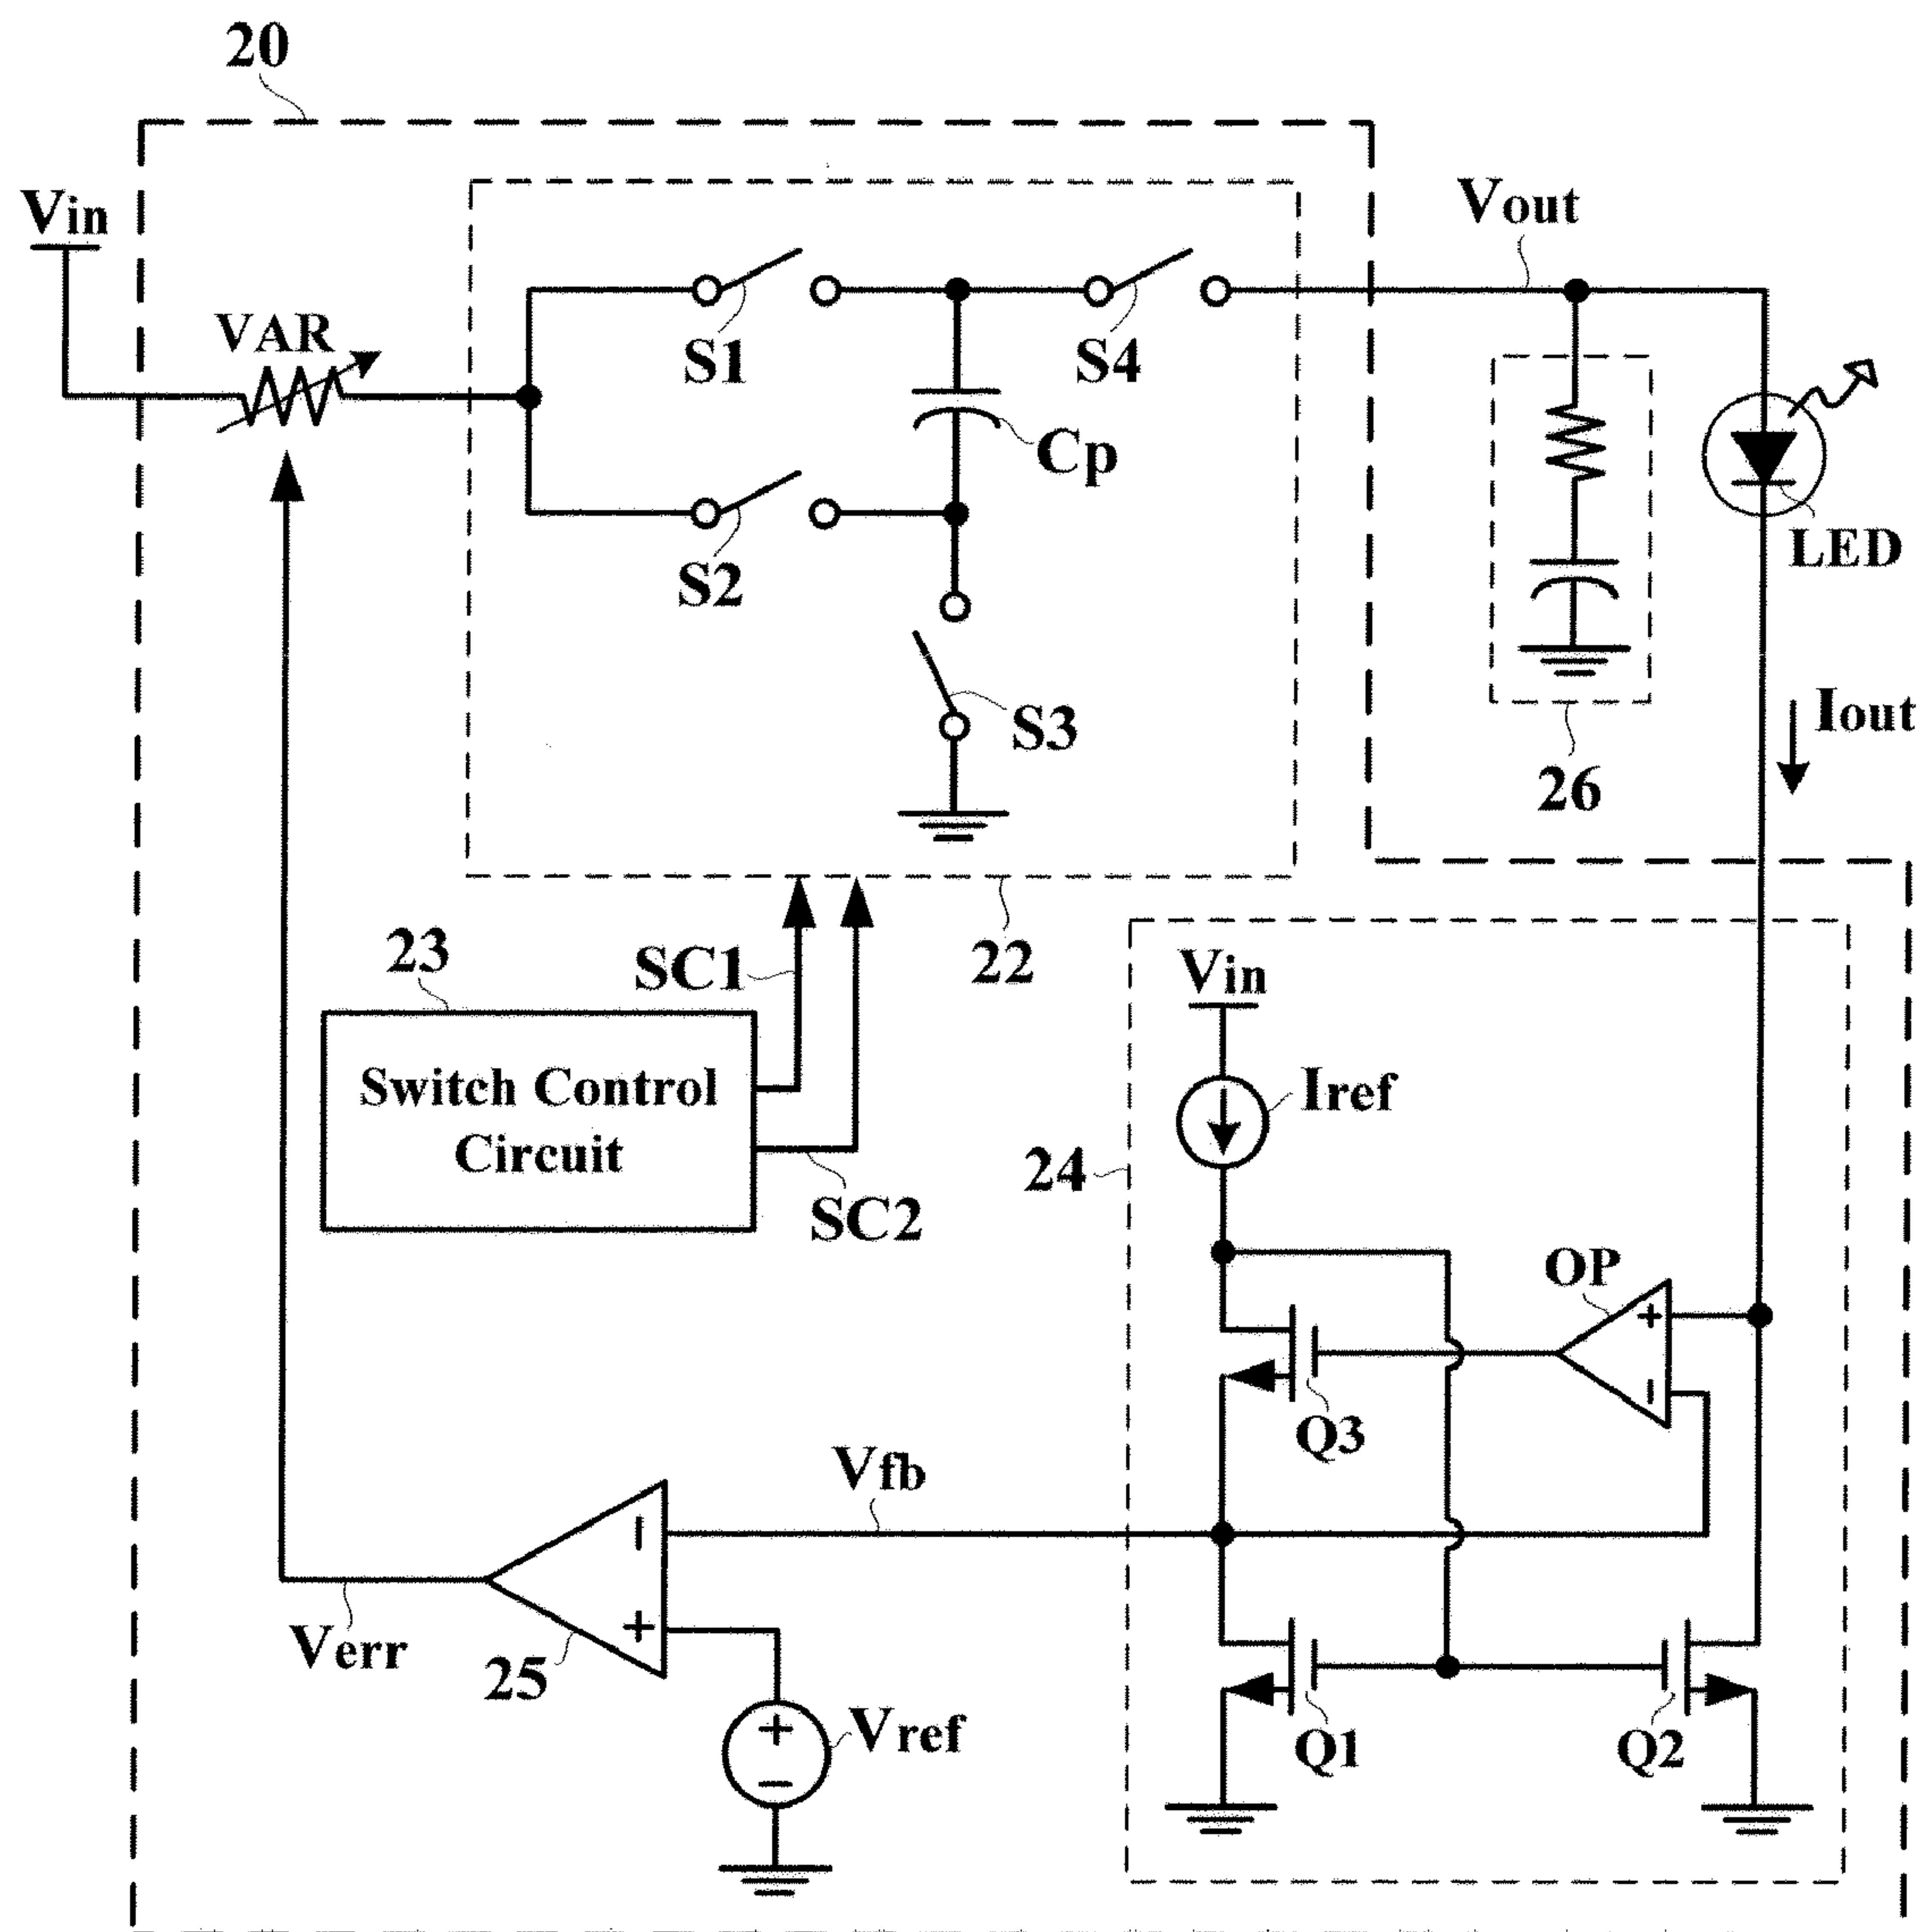 20
Vin
Vout
VAR
S1
S4
Cp
S2
LED
S3
Iout
26
23
SC1
22
Vin
Switch Control
Circuit
Iref
24
SC2
OP
+
−
Q3
Vfb
−
+
Verr
25
Q1
Q2
+
−
Vref